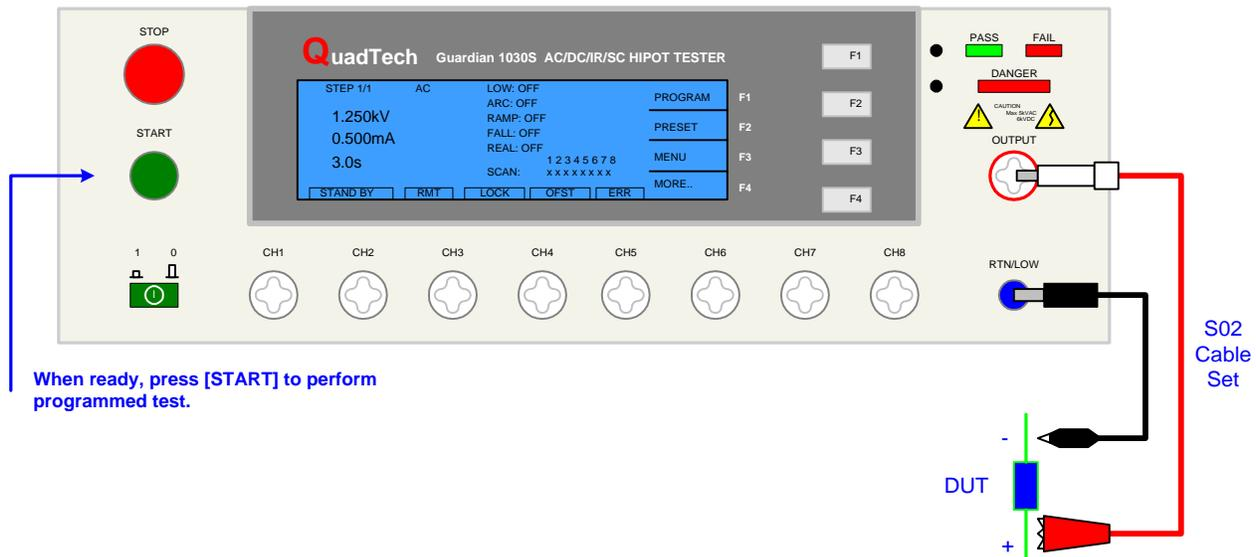 STOP
START
1 0
QuadTech Guardian 1030S AC/DC/IR/SC HIPOT TESTER
STEP 1/1 AC
1.250kV
0.500mA
3.0s
LOW: OFF
ARC: OFF
RAMP: OFF
FALL: OFF
REAL: OFF
1 2 3 4 5 6 7 8
SCAN: x x x x x x x x
STAND BY RMT LOCK OFST ERR
PROGRAM F1
PRESET F2
MENU F3
MORE.. F4
F1
F2
F3
F4
PASS FAIL
DANGER
CAUTION
Max 5kVAC
6kVDC
OUTPUT
CH1 CH2 CH3 CH4 CH5 CH6 CH7 CH8
RTN/LOW
S02
Cable
Set
When ready, press [START] to perform
programmed test.
-
DUT
+